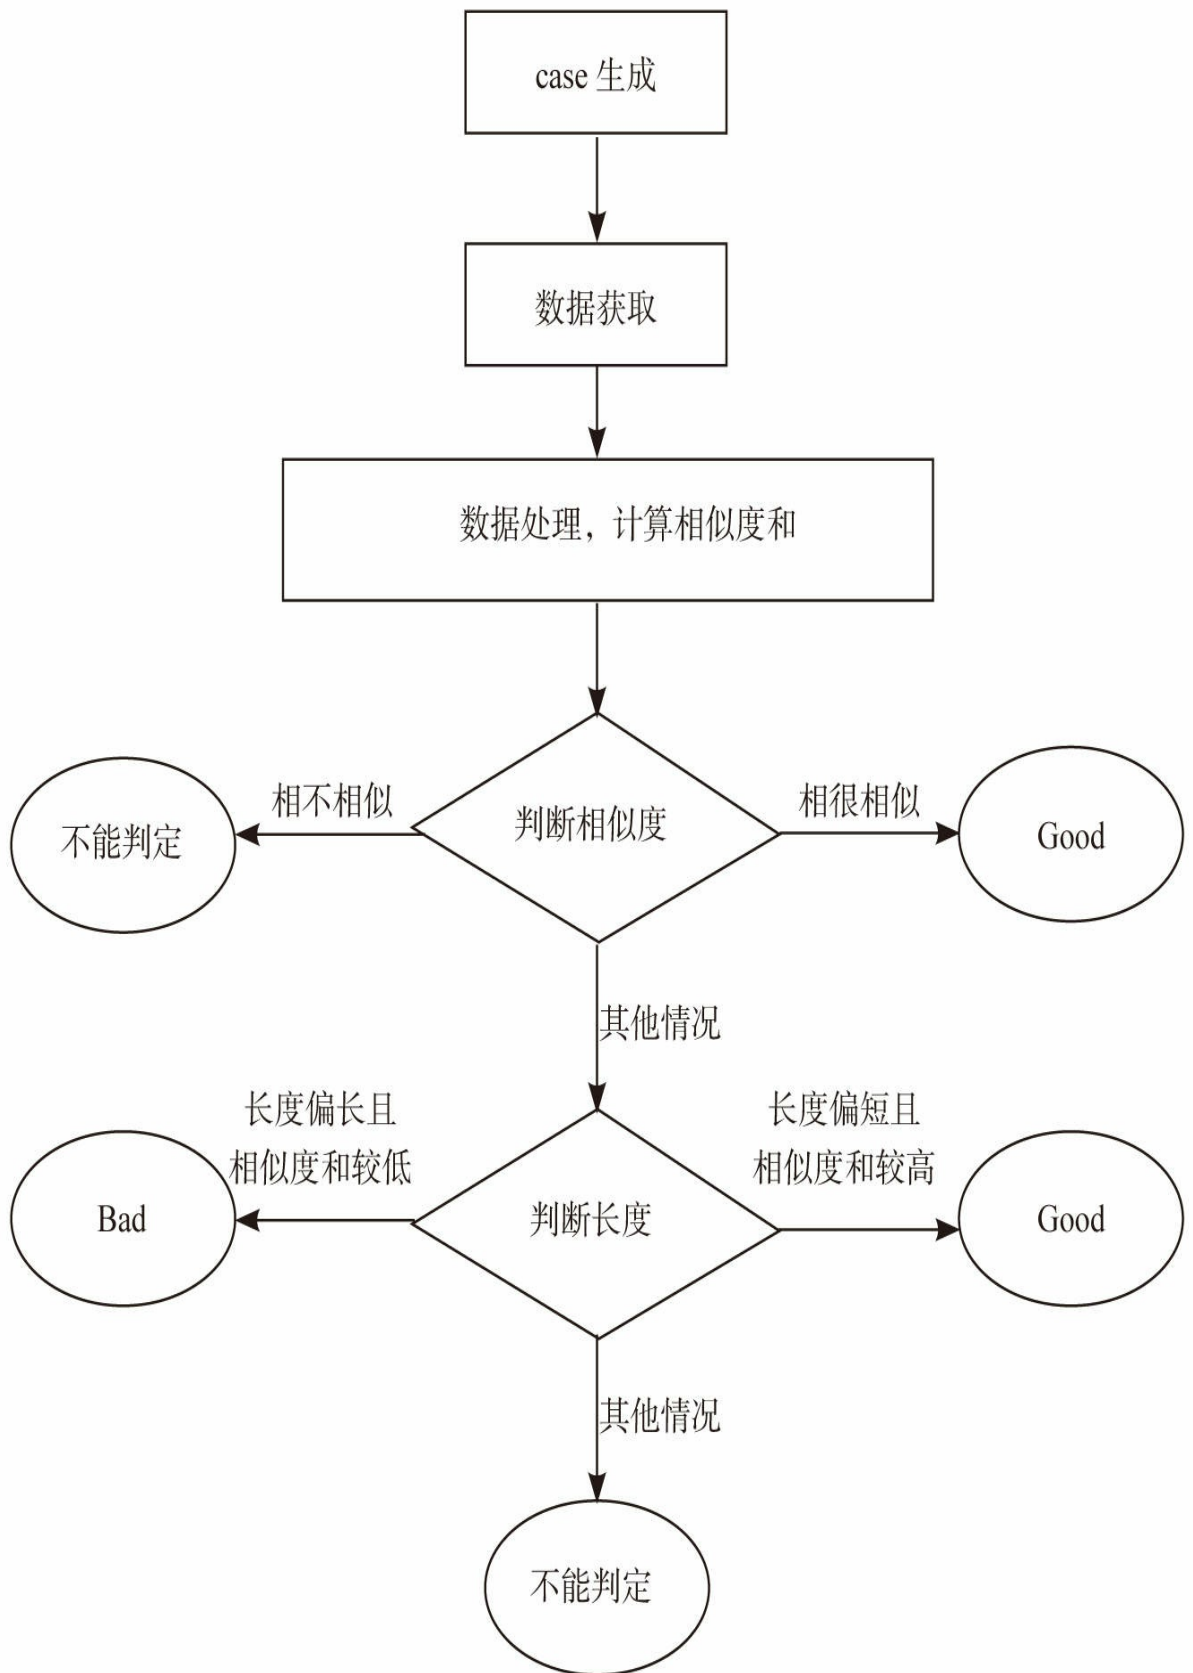 case 生成
数据获取
数据处理，计算相似度和
相不相似
判断相似度
相很相似
不能判定
Good
其他情况
长度偏长且
相似度和较低
长度偏短且
相似度和较高
Bad
判断长度
Good
其他情况
不能判定